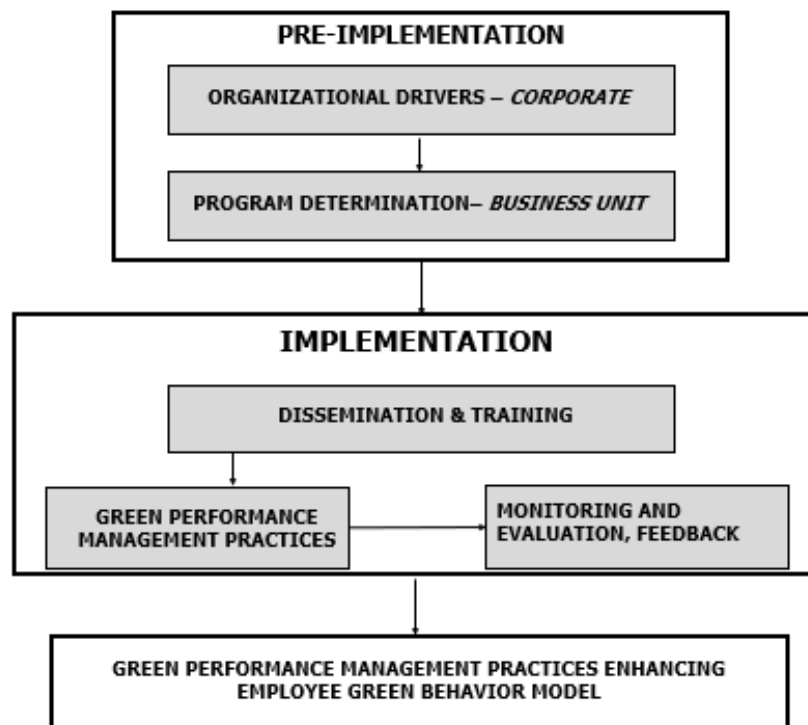 PRE-IMPLEMENTATION
ORGANIZATIONAL DRIVERS – CORPORATE
PROGRAM DETERMINATION– BUSINESS UNIT
IMPLEMENTATION
DISSEMINATION & TRAINING
GREEN PERFORMANCE
MANAGEMENT PRACTICES
MONITORING AND
EVALUATION, FEEDBACK
GREEN PERFORMANCE MANAGEMENT PRACTICES ENHANCING
EMPLOYEE GREEN BEHAVIOR MODEL